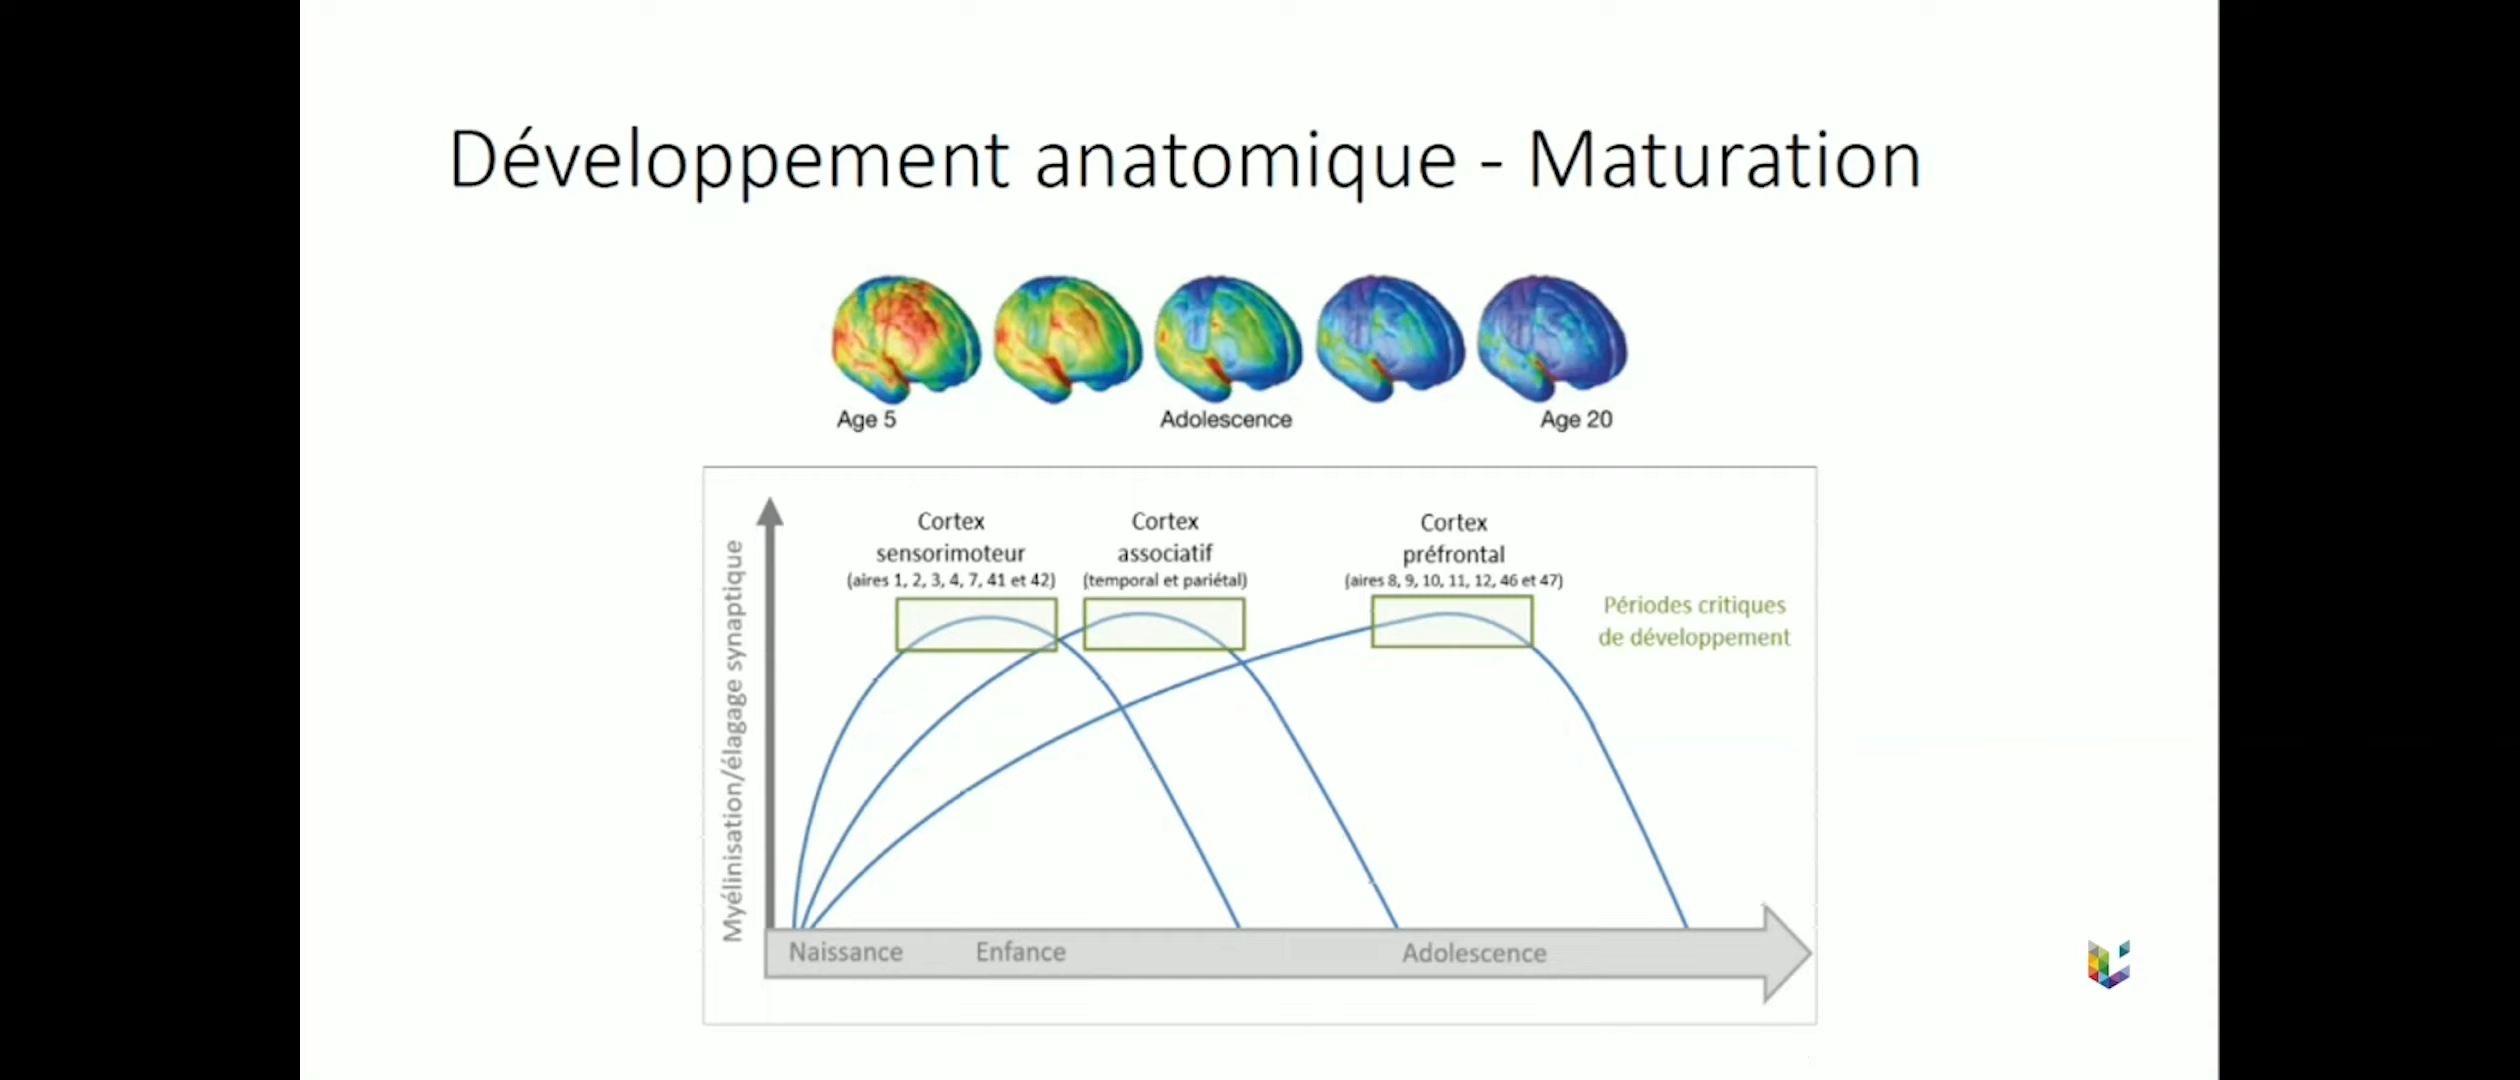 Développement anatomique - Maturation
Age 5
Adolescence
Age 20
Myélinisation/élagage synaptique
Cortex
sensorimoteur
(aires 1, 2, 3, 4, 7, 41 et 42)
Cortex
associatif
(temporal et pariétal)
Cortex
préfrontal
(aires 8, 9, 10, 11, 12, 46 et 47)
Périodes critiques
de développement
Naissance
Enfance
Adolescence